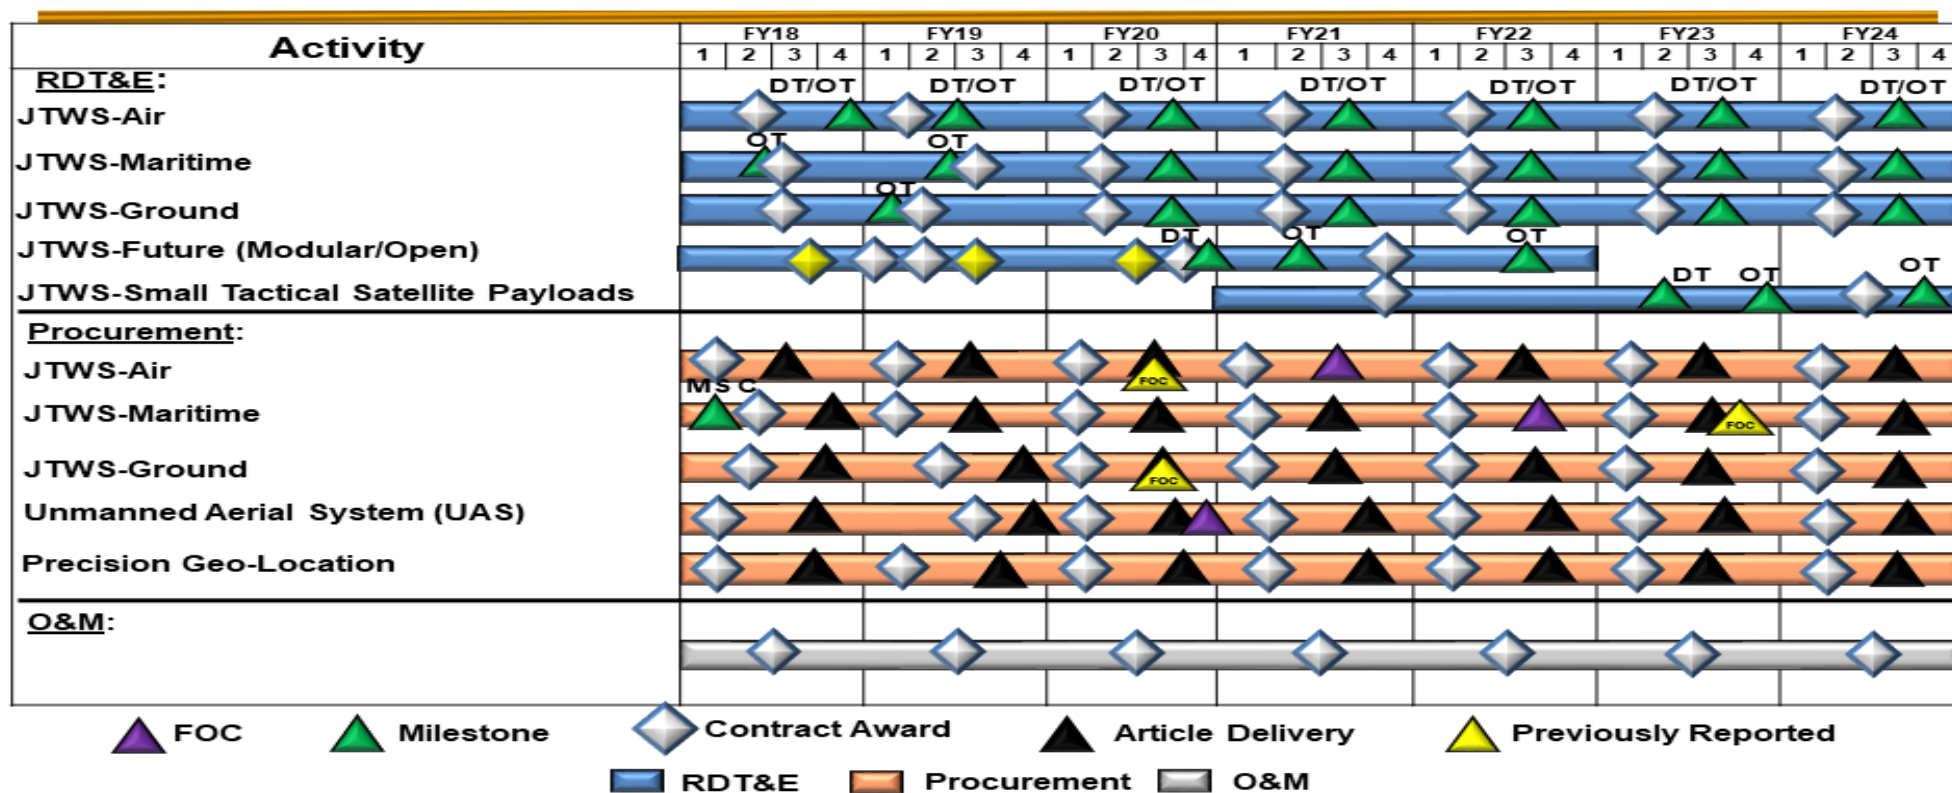 Activity FY18 FY19 FY20 FY21 FY22 FY23 FY24
1 2 3 4 1 2 3 4 1 2 3 4 1 2 3 4 1 2 3 4 1 2 3 4 1 2 3 4
RDT&E: DT/OT DT/OT DT/OT DT/OT DT/OT DT/OT DT/OT
JTWS-Air
OT OT
JTWS-Maritime
OT
JTWS-Ground
DT OT OT
JTWS-Future (Modular/Open)
DT OT OT
JTWS-Small Tactical Satellite Payloads
Procurement:
JTWS-Air FOC
MS C
JTWS-Maritime FOC
JTWS-Ground FOC
Unmanned Aerial System (UAS)
Precision Geo-Location
O&M:
FOC Milestone Contract Award Article Delivery Previously Reported
RDT&E Procurement O&M